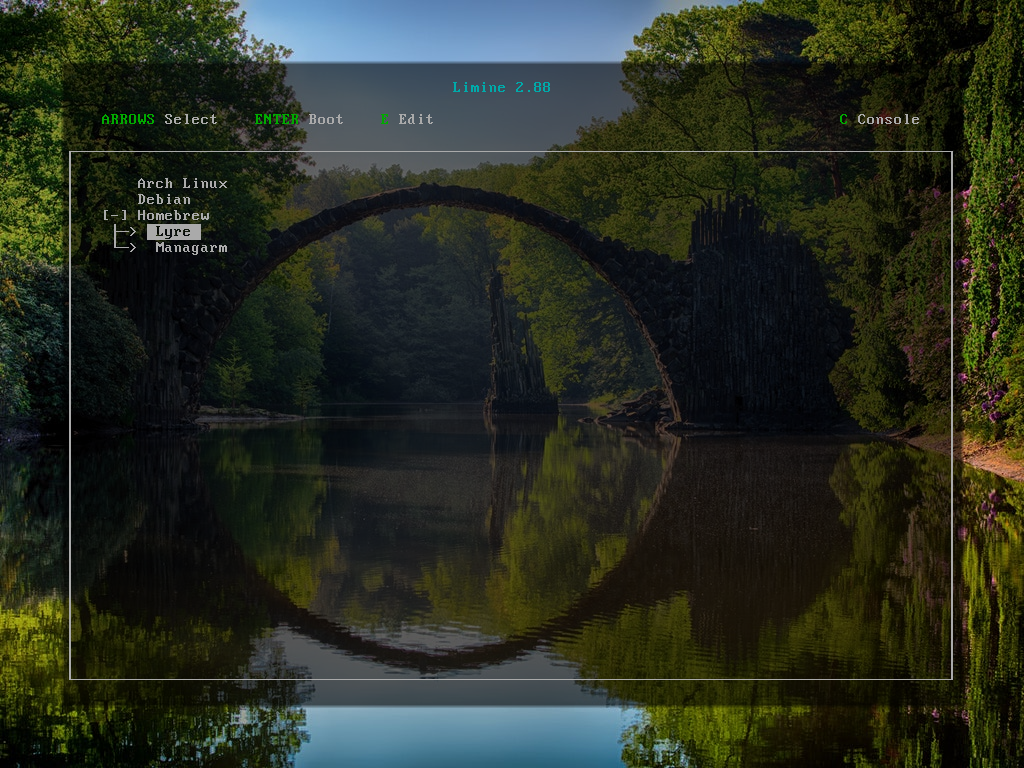 Limine 2.88
ARROWS Select ENTER Boot E Edit C Console
Arch Linux
Debian
[-] Homebrew
├─> Lyre
└─> Managarm